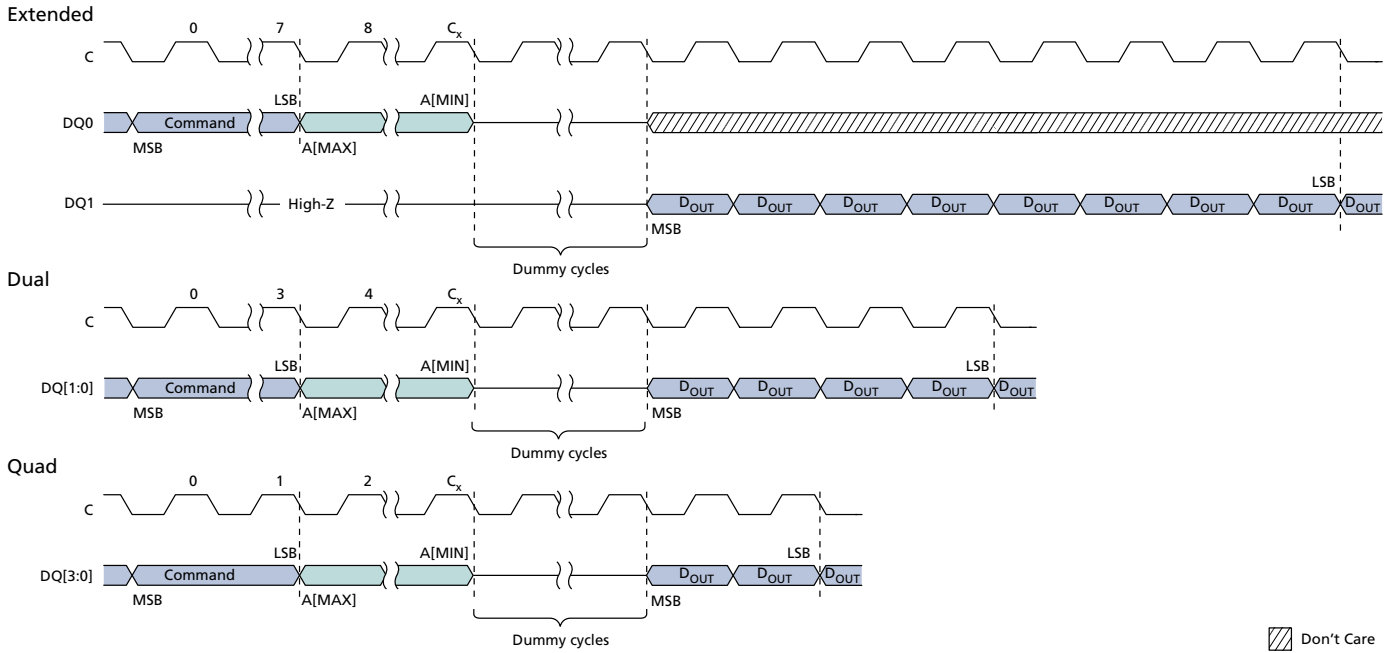 Extended
0 7 8 Cx
C
LSB A[MIN]
DQ0 Command
MSB A[MAX]
LSB
DQ1 High-Z DOUT DOUT DOUT DOUT DOUT DOUT DOUT DOUT DOUT
MSB
Dummy cycles
Dual
0 3 4 Cx
C
LSB A[MIN] LSB
DQ[1:0] Command DOUT DOUT DOUT DOUT DOUT
MSB A[MAX] MSB
Dummy cycles
Quad
0 1 2 Cx
C
LSB A[MIN] LSB
DQ[3:0] Command DOUT DOUT DOUT
MSB A[MAX] MSB
Dummy cycles
Don't Care